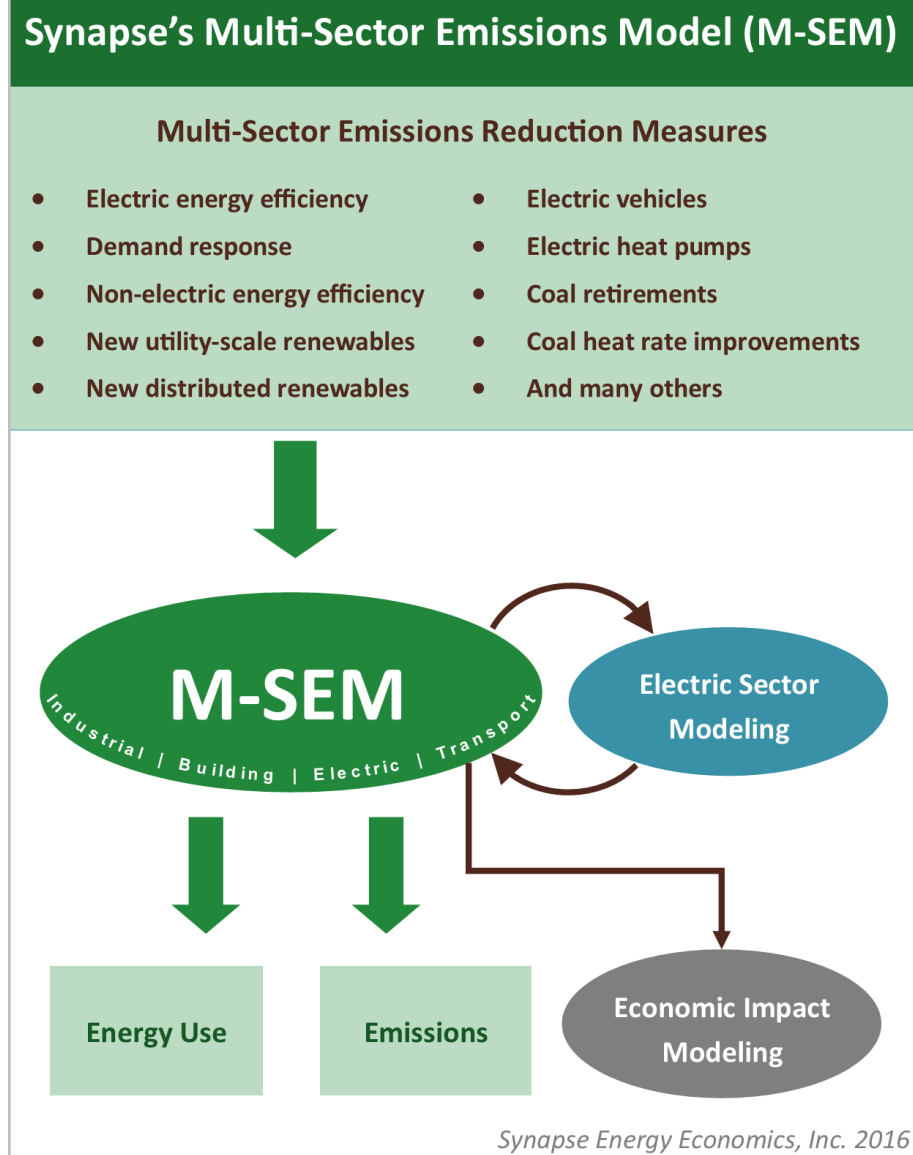 Synapse's Multi-Sector Emissions Model (M-SEM)
Multi-Sector Emissions Reduction Measures
• Electric energy efficiency
• Demand response
• Non-electric energy efficiency
• New utility-scale renewables
• New distributed renewables
• Electric vehicles
• Electric heat pumps
• Coal retirements
• Coal heat rate improvements
• And many others
M-SEM
Industrial | Building | Electric | Transport
Electric Sector
Modeling
Energy Use
Emissions
Economic Impact
Modeling
Synapse Energy Economics, Inc. 2016